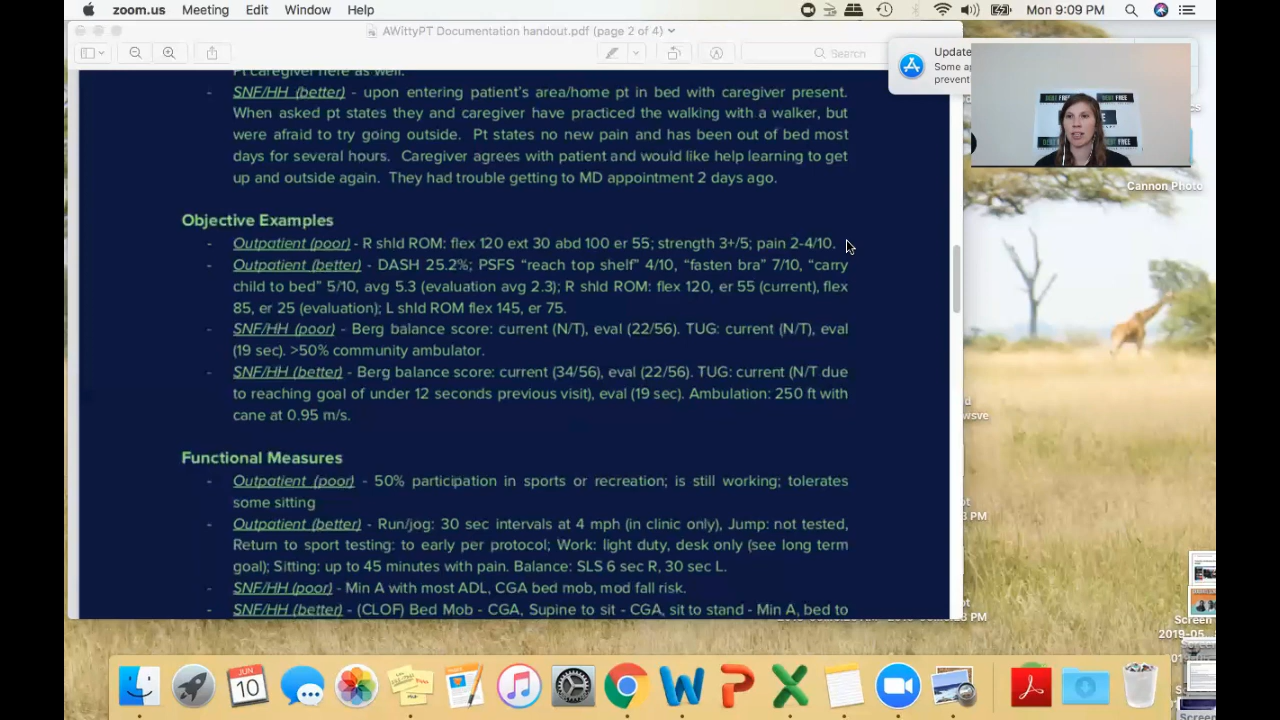 zoom.us Meeting Edit Window Help
Mon 9:09 PM
AWittyPT Documentation handout.pdf (page 2 of 4)
Search
Update
Some ap
prevent
DEBT FREE
Cannon Photo
Pt caregiver here as well.
- SNF/HH (better) - upon entering patient's area/home pt in bed with caregiver present.
When asked pt states they and caregiver have practiced the walking with a walker, but
were afraid to try going outside. Pt states no new pain and has been out of bed most
days for several hours. Caregiver agrees with patient and would like help learning to get
up and outside again. They had trouble getting to MD appointment 2 days ago.
Objective Examples
- Outpatient (poor) - R shld ROM: flex 120 ext 30 abd 100 er 55; strength 3+/5; pain 2-4/10.
- Outpatient (better) - DASH 25.2%; PSFS "reach top shelf" 4/10, "fasten bra" 7/10, "carry
child to bed" 5/10, avg 5.3 (evaluation avg 2.3); R shld ROM: flex 120, er 55 (current), flex
85, er 25 (evaluation); L shld ROM flex 145, er 75.
- SNF/HH (poor) - Berg balance score: current (N/T), eval (22/56). TUG: current (N/T), eval
(19 sec). >50% community ambulator.
- SNF/HH (better) - Berg balance score: current (34/56), eval (22/56). TUG: current (N/T due
to reaching goal of under 12 seconds previous visit), eval (19 sec). Ambulation: 250 ft with
cane at 0.95 m/s.
Functional Measures
- Outpatient (poor) - 50% participation in sports or recreation; is still working; tolerates
some sitting
- Outpatient (better) - Run/jog: 30 sec intervals at 4 mph (in clinic only), Jump: not tested,
Return to sport testing: to early per protocol; Work: light duty, desk only (see long term
goal); Sitting: up to 45 minutes with pain. Balance: SLS 6 sec R, 30 sec L.
- SNF/HH (poor) - Min A with most ADL, CGA bed mob, mod fall risk.
- SNF/HH (better) - (CLOF) Bed Mob - CGA, Supine to sit - CGA, sit to stand - Min A, bed to
Screen
2019-05...
JUN
10